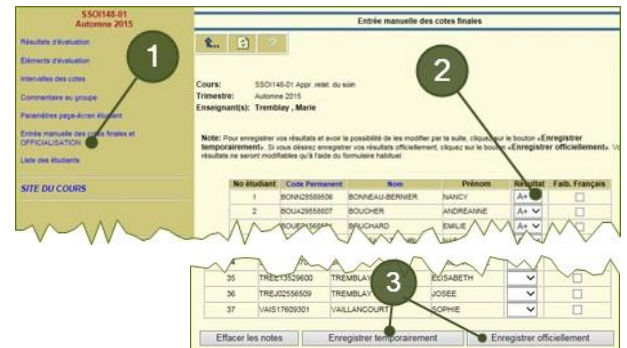 SSOI148-01
Automne 2015
Résultats d'évaluation
Éléments d'évaluation
Intervalles des cotes
Commentaire au groupe
Paramètres page-écran étudiant
Entrée manuelle des cotes finales et
OFFICIALISATION
Liste des étudiants
SITE DU COURS
1
Entrée manuelle des cotes finales
2
Cours: SSOI146-01 Appr. relat. du soin
Trimestre: Automne 2015
Enseignant(s): Tremblay , Marie
Note: Pour enregistrer vos résultats et avoir la possibilité de les modifier par la suite, cliquez sur le bouton «Enregistrer
temporairement». Si vous désirez enregistrer vos résultats officiellement, cliquez sur le bouton «Enregistrer officiellement». Vo
résultats ne seront modifiables qu'à l'aide du formulaire habituel.
No étudiant Code Permanent Nom Prénom Résultat Faib. Français
1 BONN28589506 BONNEAU-BERNIER NANCY A+
2 BOUA29558807 BOUCHER ANDREANNE A+
BOUCHARD EMILIE A+
3
35 TREE13529600 TREMBLAY ELISABETH
36 TREJ02556509 TREMBLAY JOSEE
37 VAIS17609301 VAILLANCOURT SOPHIE
Effacer les notes Enregistrer temporairement Enregistrer officiellement